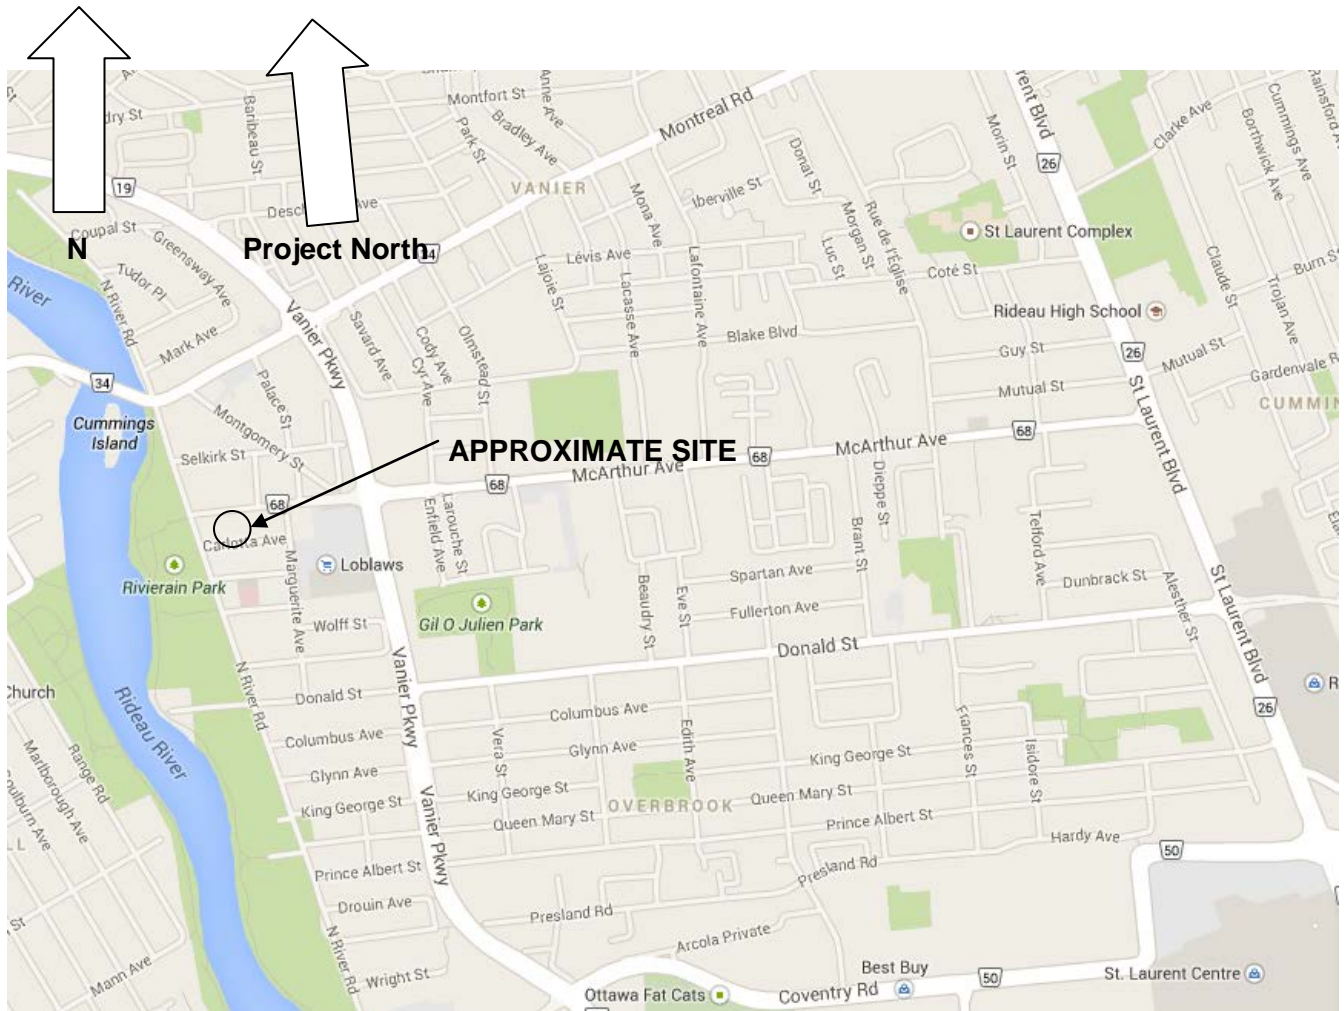 Montfort St
Anne Ave
Bradley Ave
Park St
Montreal Rd
St Laurent Blvd
Morin St
Clarke Ave
Cummings Ave
Borthwick Ave
Baribeau St
19
VANIER
Donat St
26
N
Coupal St
Greensway Ave
Project North
34
Mona Ave
Iberville St
Morgan St
Rue de l'Église
St Laurent Complex
Claude St
Tudor Pl
River
N River Rd
Lajoie St
Lévis Ave
Lacasse Ave
Lafontaine Ave
Luc St
Coté St
Trojan Ave
Mark Ave
Vanier Pkwy
Savard Ave
Cody Ave
Cyr Ave
Olmstead St
Blake Blvd
Rideau High School
Guy St
26
Mutual St
Mutual St
34
Palace St
St Laurent Blvd
Cummings
Island
Montgomery St
Selkirk St
APPROXIMATE SITE
McArthur Ave
68
McArthur Ave
68
68
68
Carlotta Ave
Marguerite Ave
Loblaws
Enfield Ave
Larouche St
Dieppe St
Brant St
Telford Ave
Rivierain Park
Gil O Julien Park
Beaudry St
Eve St
Spartan Ave
Fullerton Ave
Dunbrack St
Alesther St
St Laurent Blvd
Wolff St
Donald St
Vanier Pkwy
N River Rd
Church
Donald St
Rideau River
Range Rd
Marlborough Ave
Columbus Ave
Columbus Ave
Vera St
Glynn Ave
Edith Ave
Frances St
Isidore St
26
King George St
Glynn Ave
King George St
King George St
OVERBROOK
Queen Mary St
Queen Mary St
Prince Albert St
Vanier Pkwy
Hardy Ave
50
Prince Albert St
Presland Rd
Drouin Ave
Presland Rd
Arcola Private
N River Rd
Mann Ave
Wright St
Best Buy
50
St. Laurent Centre
Ottawa Fat Cats
Coventry Rd